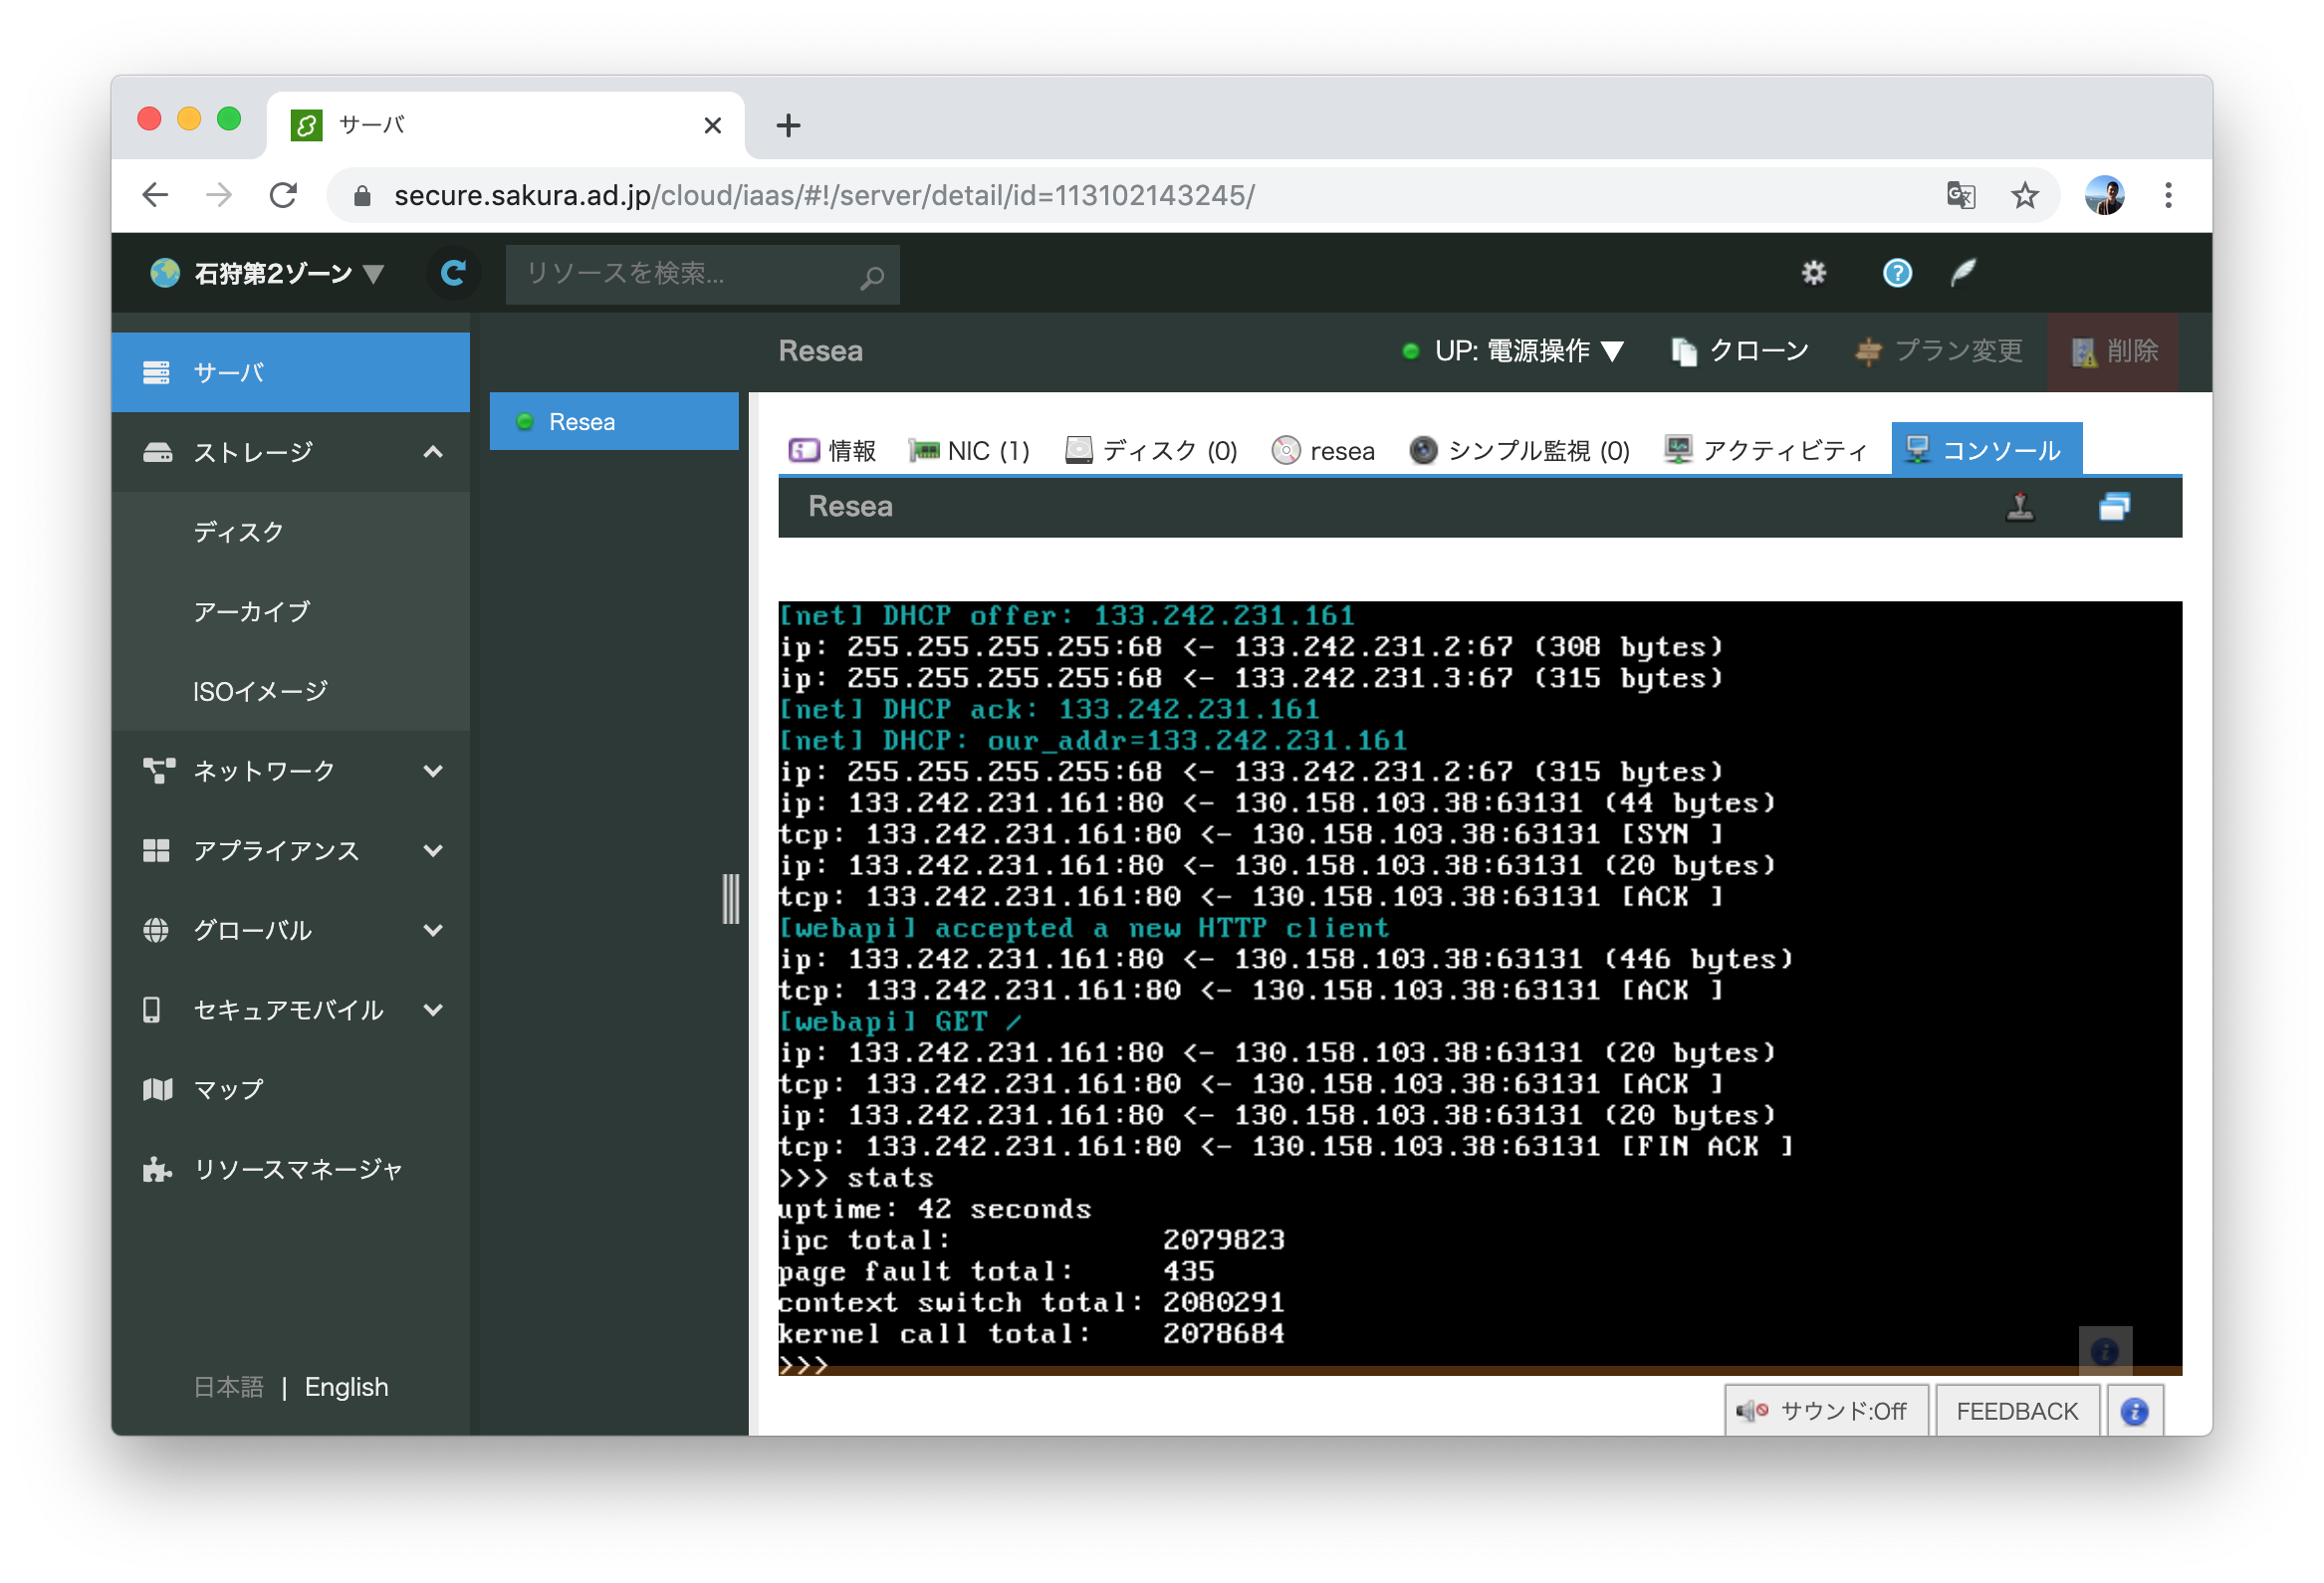 サーバ
secure.sakura.ad.jp/cloud/iaas/#!/server/detail/id=113102143245/
石狩第2ゾーン
リソースを検索...
サーバ
ストレージ
ディスク
アーカイブ
ISOイメージ
ネットワーク
アプライアンス
グローバル
セキュアモバイル
マップ
リソースマネージャ
日本語 | English
Resea
Resea
UP: 電源操作▼
クローン
プラン変更
削除
情報
NIC (1)
ディスク (0)
resea
シンプル監視 (0)
アクティビティ
コンソール
Resea
[net] DHCP offer: 133.242.231.161
ip: 255.255.255.255:68 <- 133.242.231.2:67 (308 bytes)
ip: 255.255.255.255:68 <- 133.242.231.3:67 (315 bytes)
[net] DHCP ack: 133.242.231.161
[net] DHCP: our_addr=133.242.231.161
ip: 255.255.255.255:68 <- 133.242.231.2:67 (315 bytes)
ip: 133.242.231.161:80 <- 130.158.103.38:63131 (44 bytes)
tcp: 133.242.231.161:80 <- 130.158.103.38:63131 [SYN ]
ip: 133.242.231.161:80 <- 130.158.103.38:63131 (20 bytes)
tcp: 133.242.231.161:80 <- 130.158.103.38:63131 [ACK ]
[webapi] accepted a new HTTP client
ip: 133.242.231.161:80 <- 130.158.103.38:63131 (446 bytes)
tcp: 133.242.231.161:80 <- 130.158.103.38:63131 [ACK ]
[webapi] GET /
ip: 133.242.231.161:80 <- 130.158.103.38:63131 (20 bytes)
tcp: 133.242.231.161:80 <- 130.158.103.38:63131 [ACK ]
ip: 133.242.231.161:80 <- 130.158.103.38:63131 (20 bytes)
tcp: 133.242.231.161:80 <- 130.158.103.38:63131 [FIN ACK ]
>>> stats
uptime: 42 seconds
ipc total: 2079823
page fault total: 435
context switch total: 2080291
kernel call total: 2078684
>>>
サウンド:Off
FEEDBACK